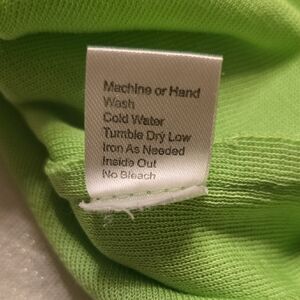 Machine or Hand
Wash
Cold Water
Tumble Dry Low
Iron As Needed
Inside Out
No Bleach